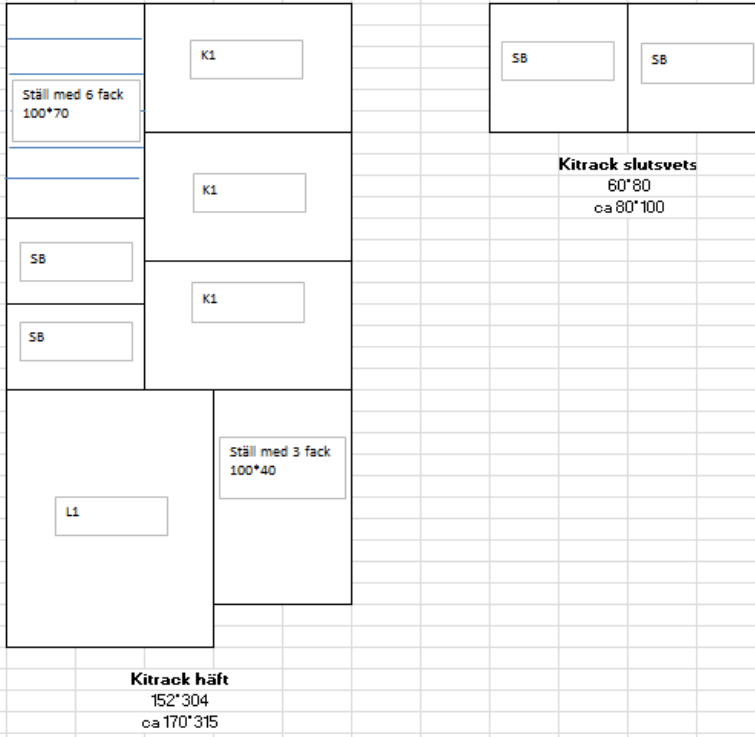 K1
SB
SB
Ställ med 6 fack
100*70
Kitrack slutsvets
60*80
ca 80*100
K1
SB
K1
SB
Ställ med 3 fack
100*40
L1
Kitrack häft
152*304
ca 170*315